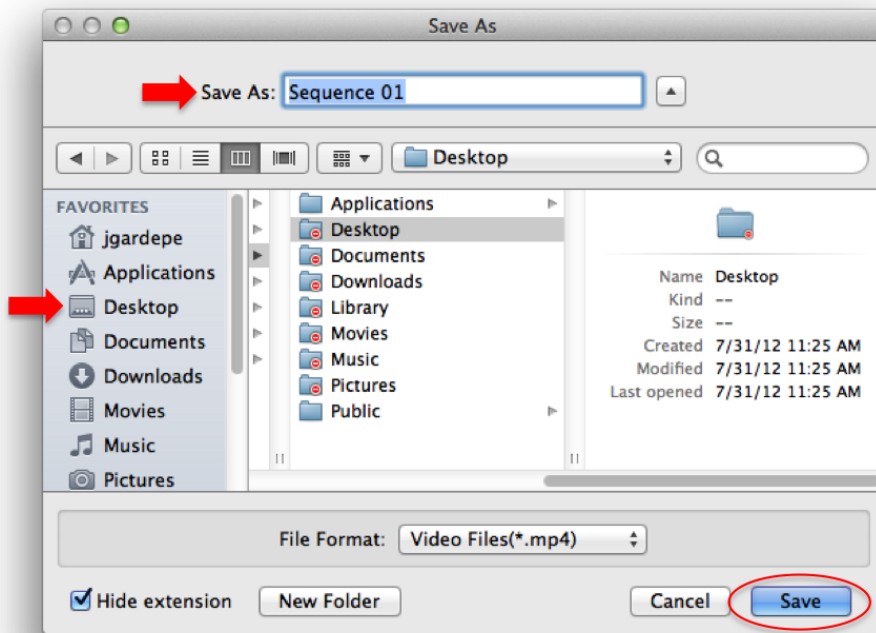 Save As
Save As: Sequence 01
Desktop
FAVORITES
jgardepe
Applications
Desktop
Documents
Downloads
Movies
Music
Pictures
Applications
Desktop
Documents
Downloads
Library
Movies
Music
Pictures
Public
Name Desktop
Kind --
Size --
Created 7/31/12 11:25 AM
Modified 7/31/12 11:25 AM
Last opened 7/31/12 11:25 AM
File Format: Video Files(*.mp4)
Hide extension New Folder Cancel Save